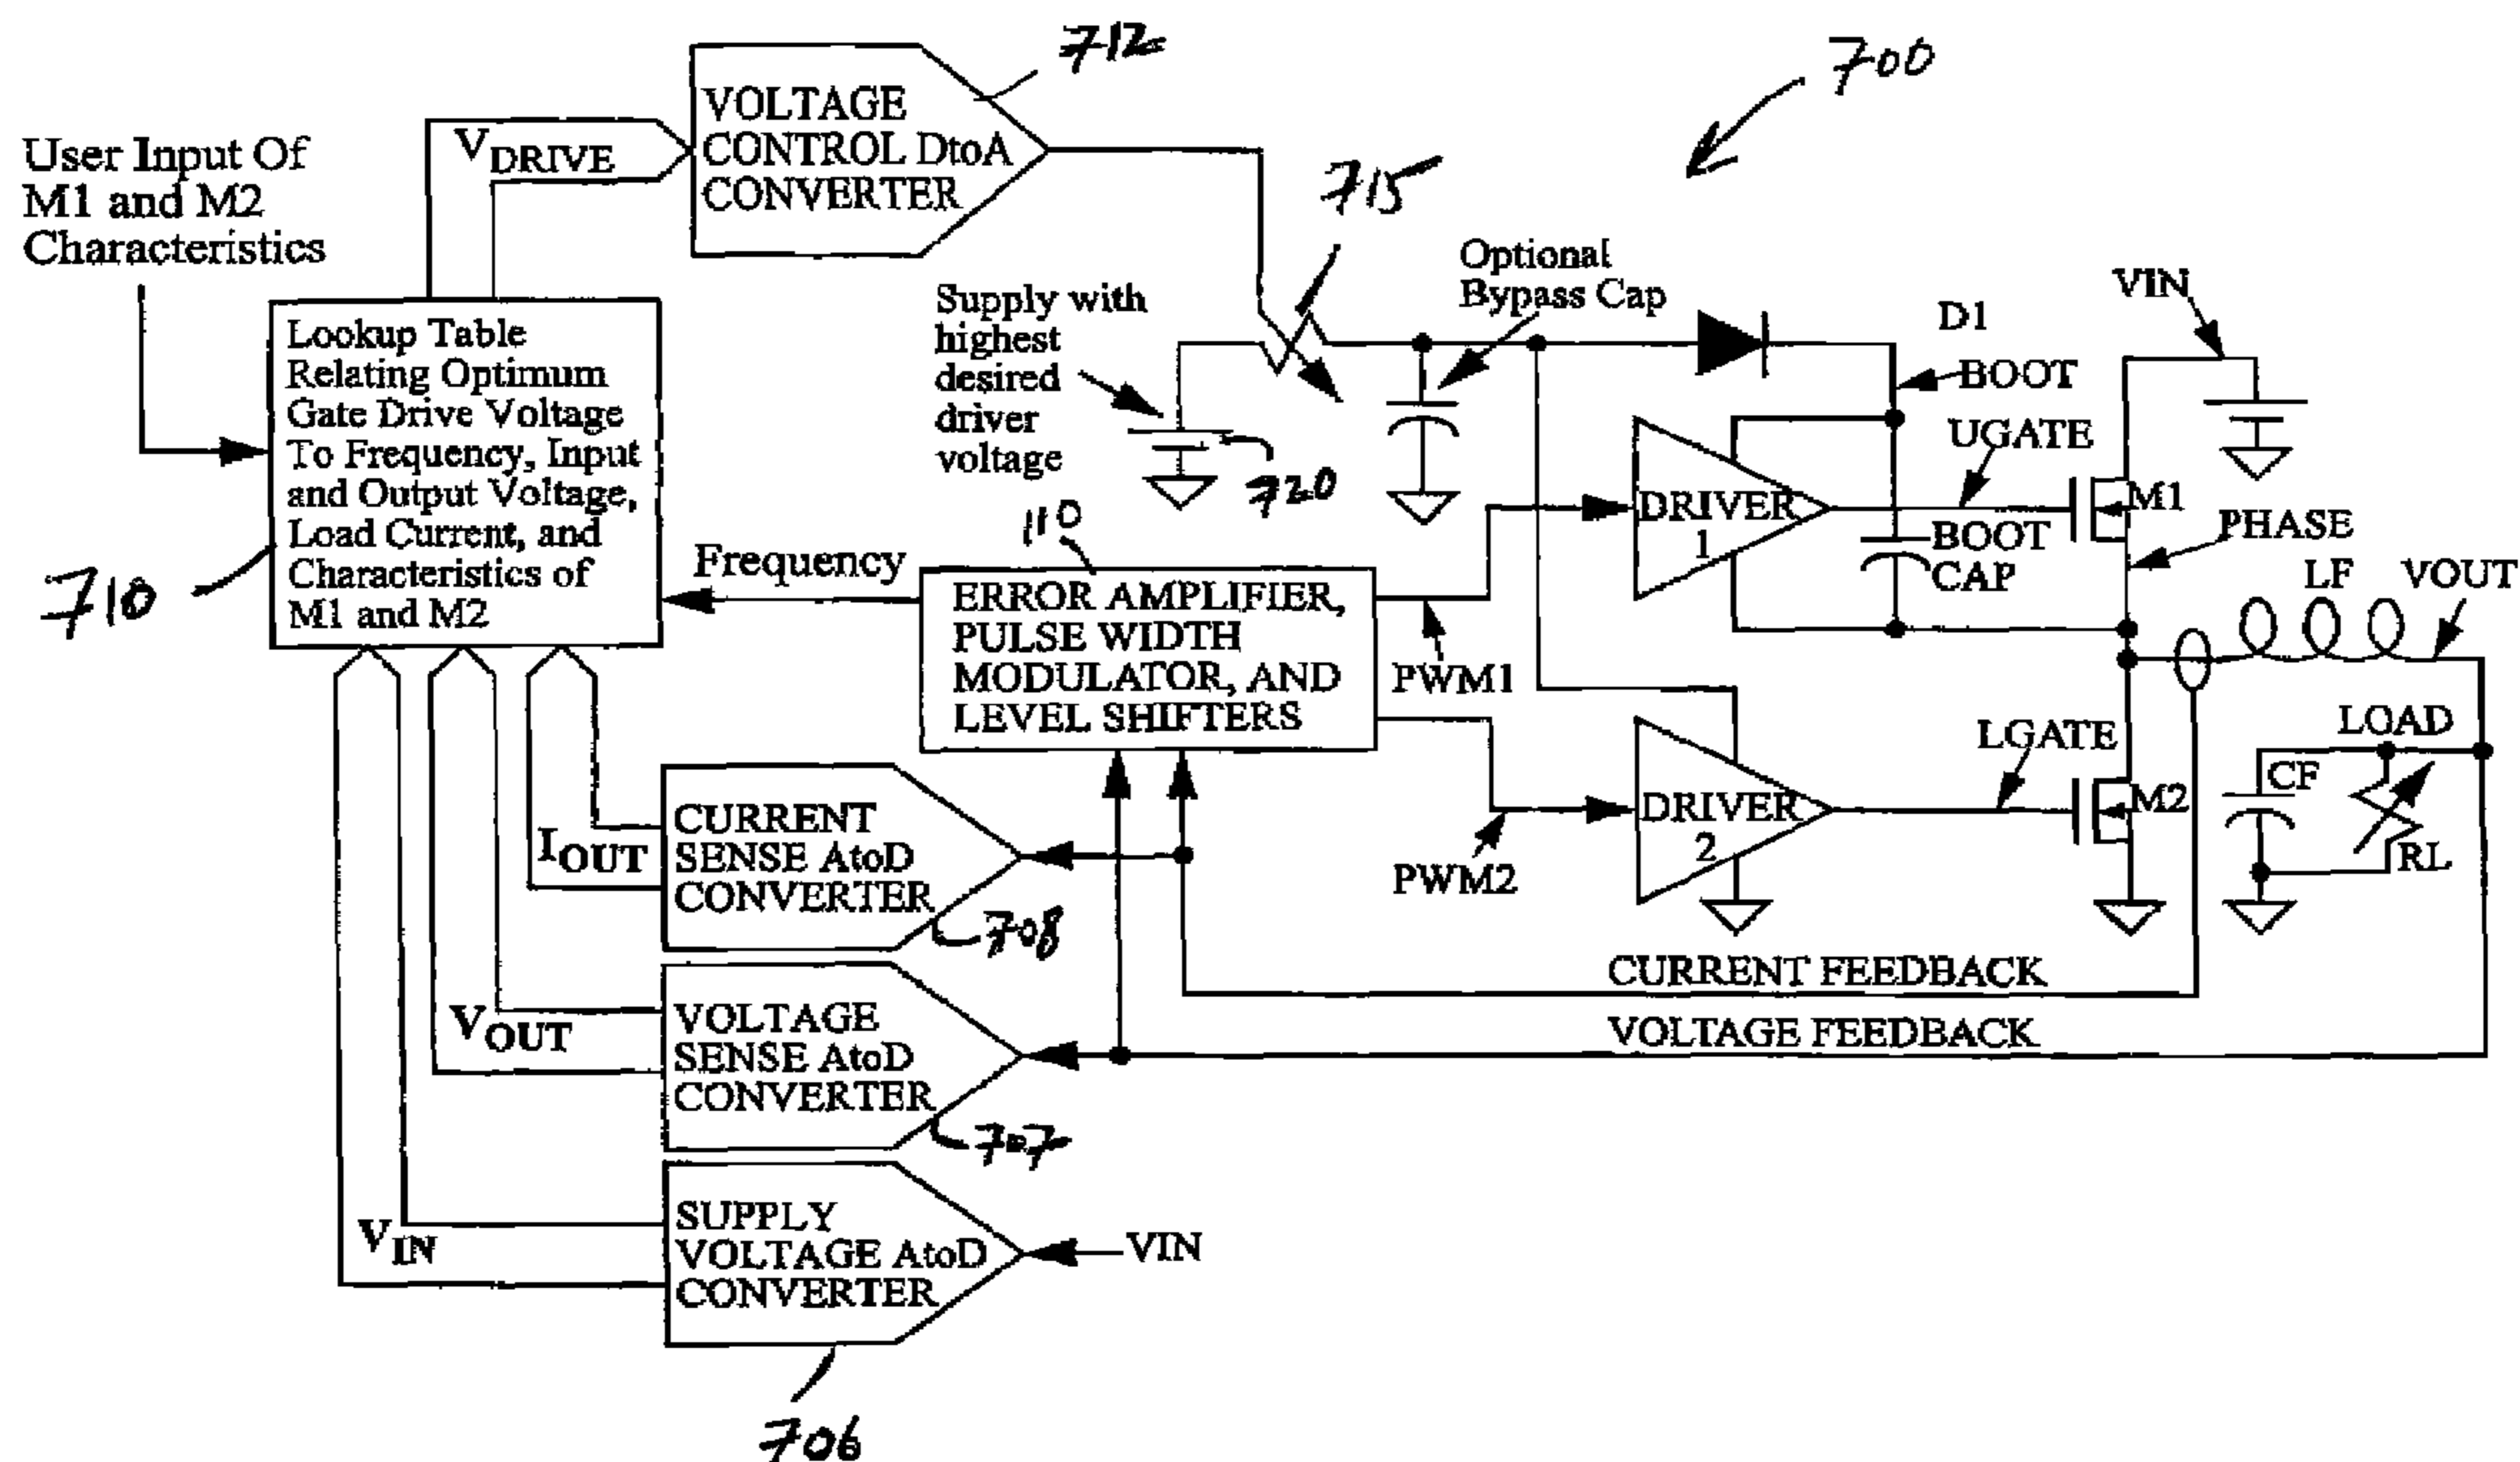 712
700
User Input Of
M1 and M2
Characteristics
VDRIVE
VOLTAGE
CONTROL DtoA
CONVERTER
715
Optional
Bypass Cap
Supply with
highest
desired
driver
voltage
720
D1
VIN
BOOT
UGATE
M1
PHASE
DRIVER
1
BOOT
CAP
LF
VOUT
Lookup Table
Relating Optimum
Gate Drive Voltage
To Frequency, Input
and Output Voltage,
Load Current, and
Characteristics of
M1 and M2
710
Frequency
110
ERROR AMPLIFIER,
PULSE WIDTH
MODULATOR, AND
LEVEL SHIFTERS
PWM1
PWM2
DRIVER
2
LGATE
M2
LOAD
CF
RL
IOUT
CURRENT
SENSE AtoD
CONVERTER
708
CURRENT FEEDBACK
VOLTAGE FEEDBACK
VOUT
VOLTAGE
SENSE AtoD
CONVERTER
707
VIN
SUPPLY
VOLTAGE AtoD
CONVERTER
VIN
706